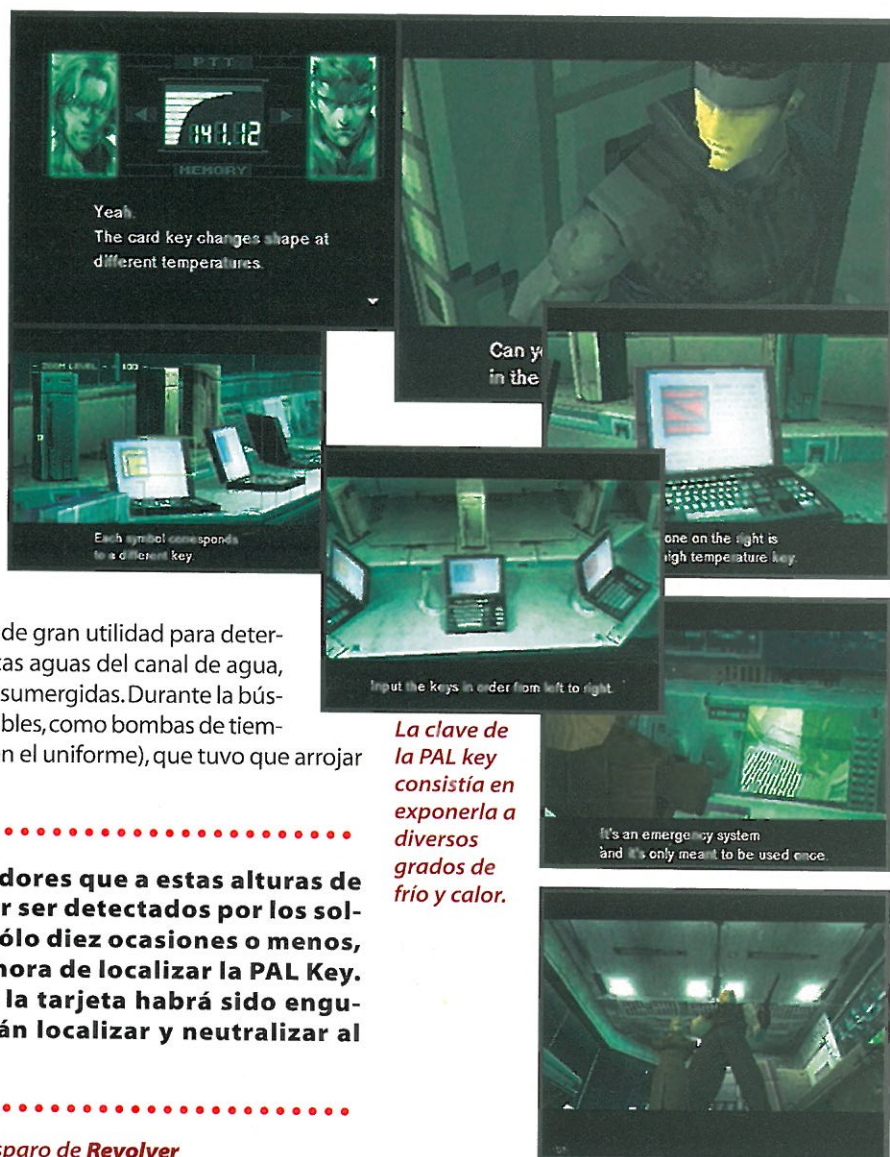 PTT
141.12
MEMORY
Yeah.
The card key changes shape at
different temperatures.
Can y
in the
ZOOM LEVEL - 100
Each symbol corresponds
to a different key.
one on the right is
high temperature key.
Input the keys in order from left to right.
It's an emergency system
and it's only meant to be used once.
de gran utilidad para deter-
cas aguas del canal de agua,
sumergidas. Durante la bús-
bles, como bombas de tiem-
n el uniforme), que tuvo que arrojar
La clave de
la PAL key
consistía en
exponerla a
diversos
grados de
frío y calor.
dores que a estas alturas de
r ser detectados por los sol-
ólo diez ocasiones o menos,
hora de localizar la PAL Key.
la tarjeta habrá sido engu-
án localizar y neutralizar al
sparo de Revolver